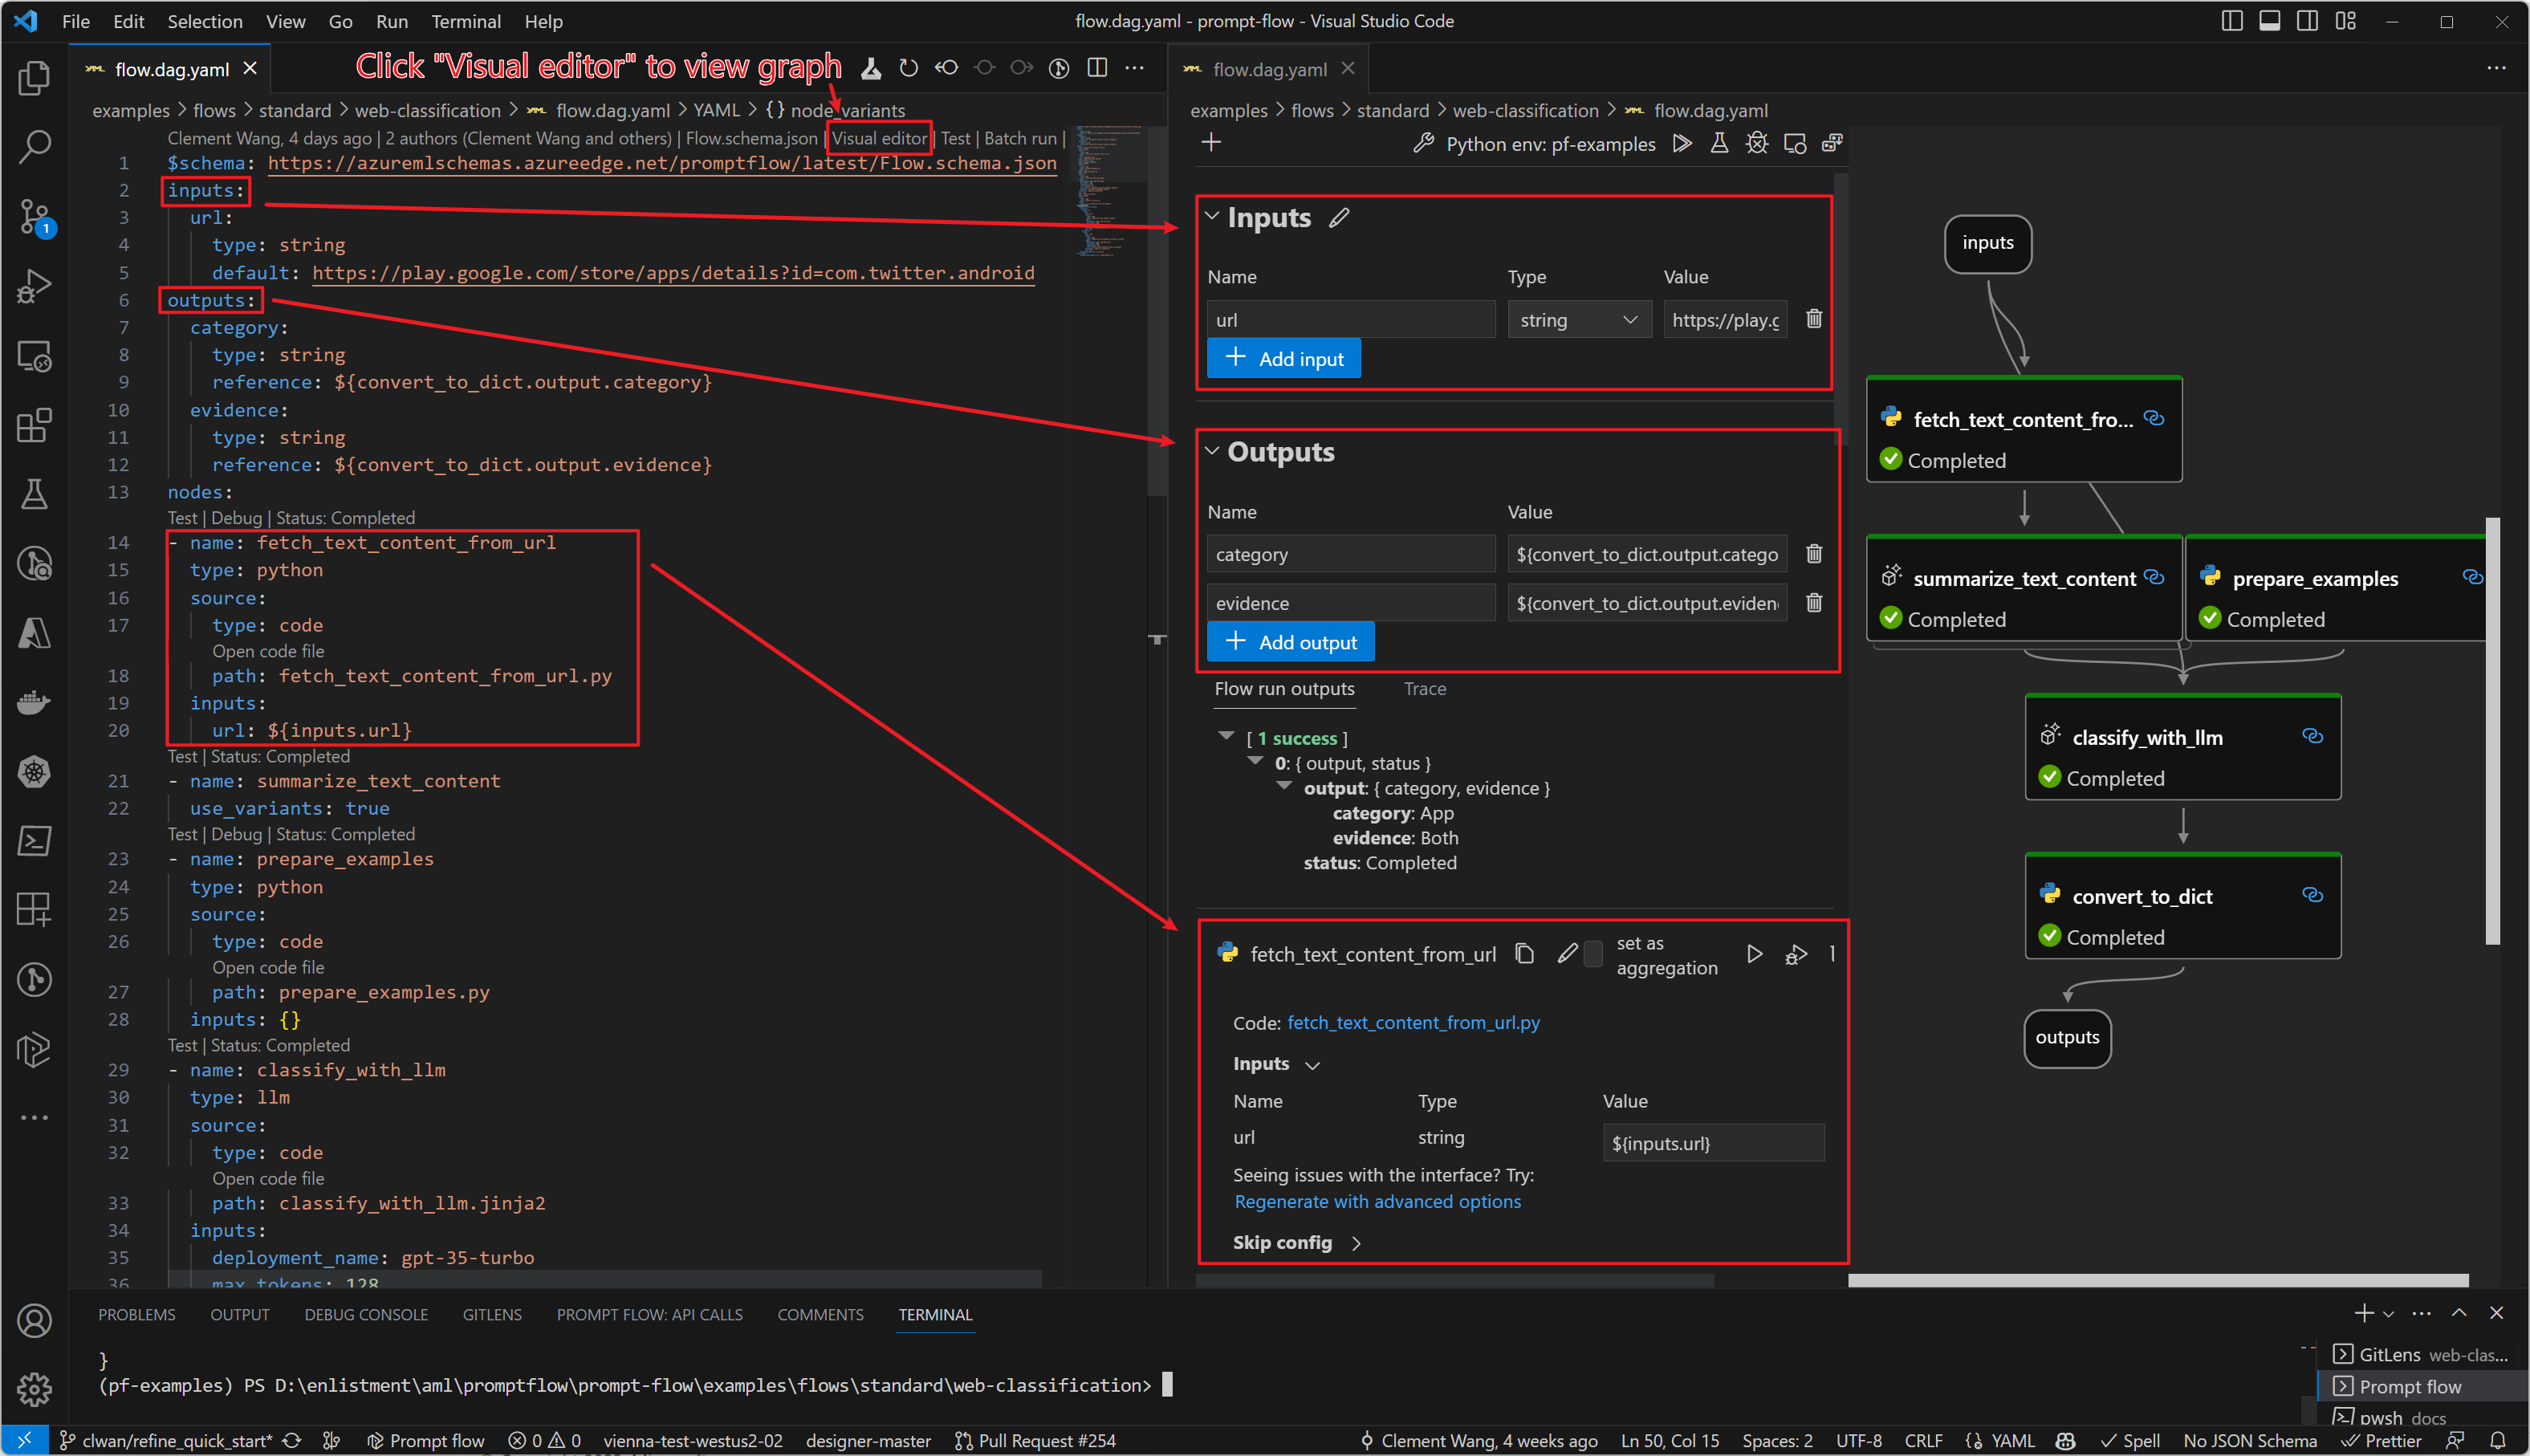 File Edit Selection View Go Run Terminal Help
flow.dag.yaml - prompt-flow - Visual Studio Code
flow.dag.yaml
Click "Visual editor" to view graph
examples > flows > standard > web-classification > flow.dag.yaml > YAML > {} node_variants
Clement Wang, 4 days ago | 2 authors (Clement Wang and others) | Flow.schema.json | Visual editor | Test | Batch run |
1 $schema: https://azuremlschemas.azureedge.net/promptflow/latest/Flow.schema.json
2 inputs:
3 url:
4 type: string
5 default: https://play.google.com/store/apps/details?id=com.twitter.android
6 outputs:
7 category:
8 type: string
9 reference: ${convert_to_dict.output.category}
10 evidence:
11 type: string
12 reference: ${convert_to_dict.output.evidence}
13 nodes:
Test | Debug | Status: Completed
14 - name: fetch_text_content_from_url
15 type: python
16 source:
17 type: code
Open code file
18 path: fetch_text_content_from_url.py
19 inputs:
20 url: ${inputs.url}
Test | Status: Completed
21 - name: summarize_text_content
22 use_variants: true
Test | Debug | Status: Completed
23 - name: prepare_examples
24 type: python
25 source:
26 type: code
Open code file
27 path: prepare_examples.py
28 inputs: {}
Test | Status: Completed
29 - name: classify_with_llm
30 type: llm
31 source:
32 type: code
Open code file
33 path: classify_with_llm.jinja2
34 inputs:
35 deployment_name: gpt-35-turbo
36 max_tokens: 128
flow.dag.yaml
examples > flows > standard > web-classification > flow.dag.yaml
Python env: pf-examples
Inputs
Name Type Value
url string https://play.g
+ Add input
Outputs
Name Value
category ${convert_to_dict.output.catego
evidence ${convert_to_dict.output.eviden
+ Add output
Flow run outputs Trace
[ 1 success ]
0: { output, status }
output: { category, evidence }
category: App
evidence: Both
status: Completed
fetch_text_content_from_url
set as
aggregation
Code: fetch_text_content_from_url.py
Inputs
Name Type Value
url string ${inputs.url}
Seeing issues with the interface? Try:
Regenerate with advanced options
Skip config
inputs
fetch_text_content_fro...
Completed
summarize_text_content
Completed
prepare_examples
Completed
classify_with_llm
Completed
convert_to_dict
Completed
outputs
PROBLEMS OUTPUT DEBUG CONSOLE GITLENS PROMPT FLOW: API CALLS COMMENTS TERMINAL
}
(pf-examples) PS D:\enlistment\aml\promptflow\prompt-flow\examples\flows\standard\web-classification>
GitLens web-clas...
Prompt flow
pwsh docs
1
clwan/refine_quick_start* Prompt flow 0 0 vienna-test-westus2-02 designer-master Pull Request #254 Clement Wang, 4 weeks ago Ln 50, Col 15 Spaces: 2 UTF-8 CRLF YAML Spell No JSON Schema Prettier